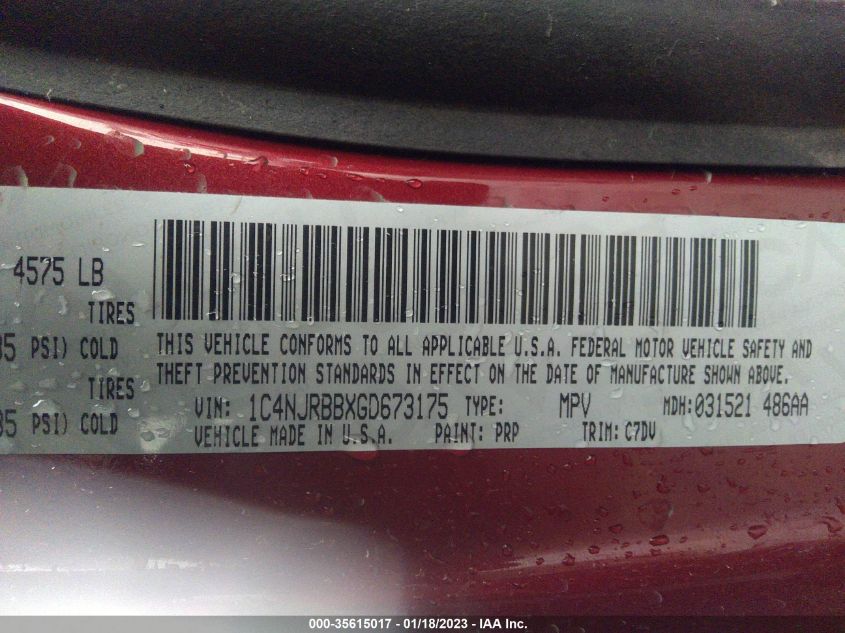 4575 LB
TIRES
35 PSI) COLD
TIRES
35 PSI) COLD
THIS VEHICLE CONFORMS TO ALL APPLICABLE U.S.A. FEDERAL MOTOR VEHICLE SAFETY AND
THEFT PREVENTION STANDARDS IN EFFECT ON THE DATE OF MANUFACTURE SHOWN ABOVE.
VIN: 1C4NJRBBXGD673175 TYPE: MPV MDH:031521 486AA
VEHICLE MADE IN U.S.A. PAINT: PRP TRIM: C7DV
000-35615017 - 01/18/2023 - IAA Inc.